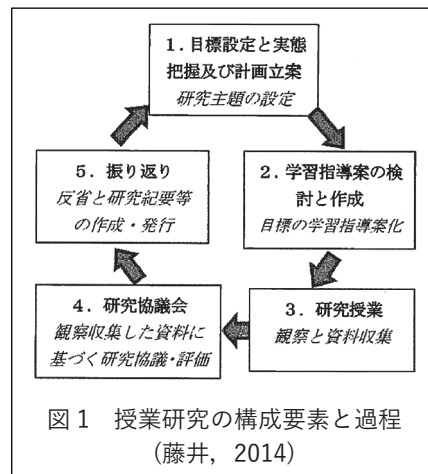 1．目標設定と実態
把握及び計画立案
研究主題の設定
2．学習指導案の検
討と作成
目標の学習指導案化
3．研究授業
観察と資料収集
4．研究協議会
観察収集した資料に
基づく研究協議・評価
5．振り返り
反省と研究紀要等
の作成・発行
図１　授業研究の構成要素と過程
(藤井，2014)